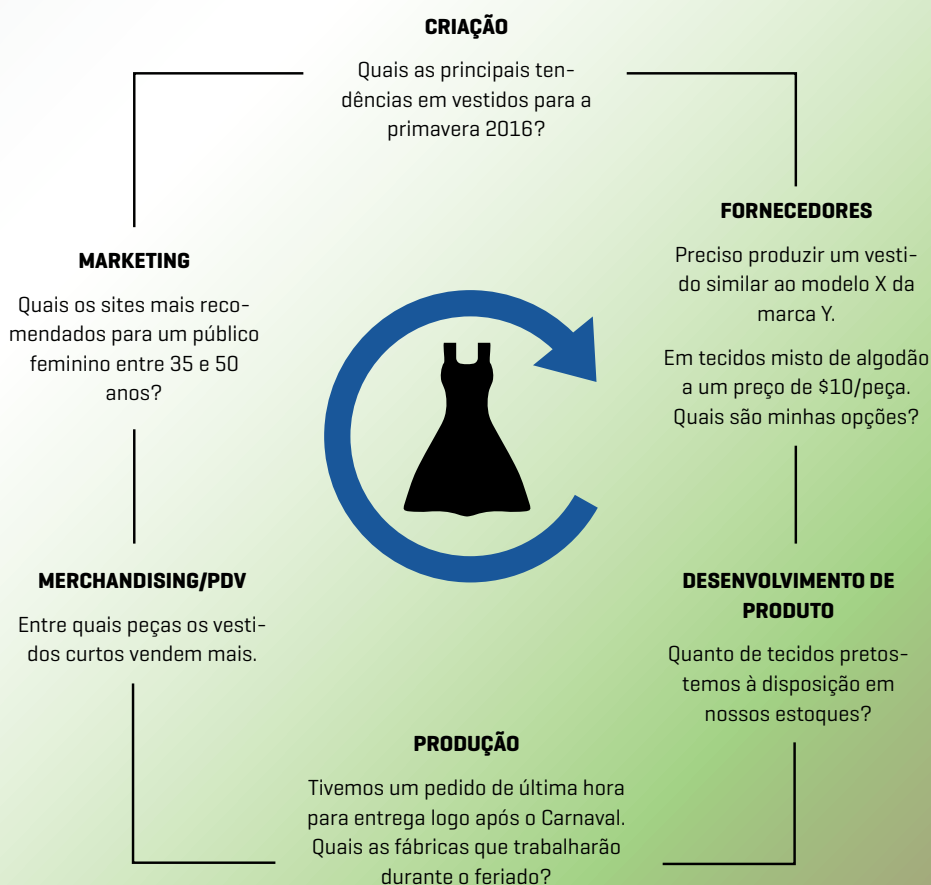 CRIAÇÃO
Quais as principais ten-
dências em vestidos para a
primavera 2016?
FORNECEDORES
Preciso produzir um vesti-
do similar ao modelo X da
marca Y.
Em tecidos misto de algodão
a um preço de $10/peça.
Quais são minhas opções?
DESENVOLVIMENTO DE
PRODUTO
Quanto de tecidos pretos-
temos à disposição em
nossos estoques?
PRODUÇÃO
Tivemos um pedido de última hora
para entrega logo após o Carnaval.
Quais as fábricas que trabalharão
durante o feriado?
MERCHANDISING/PDV
Entre quais peças os vesti-
dos curtos vendem mais.
MARKETING
Quais os sites mais reco-
mendados para um público
feminino entre 35 e 50
anos?